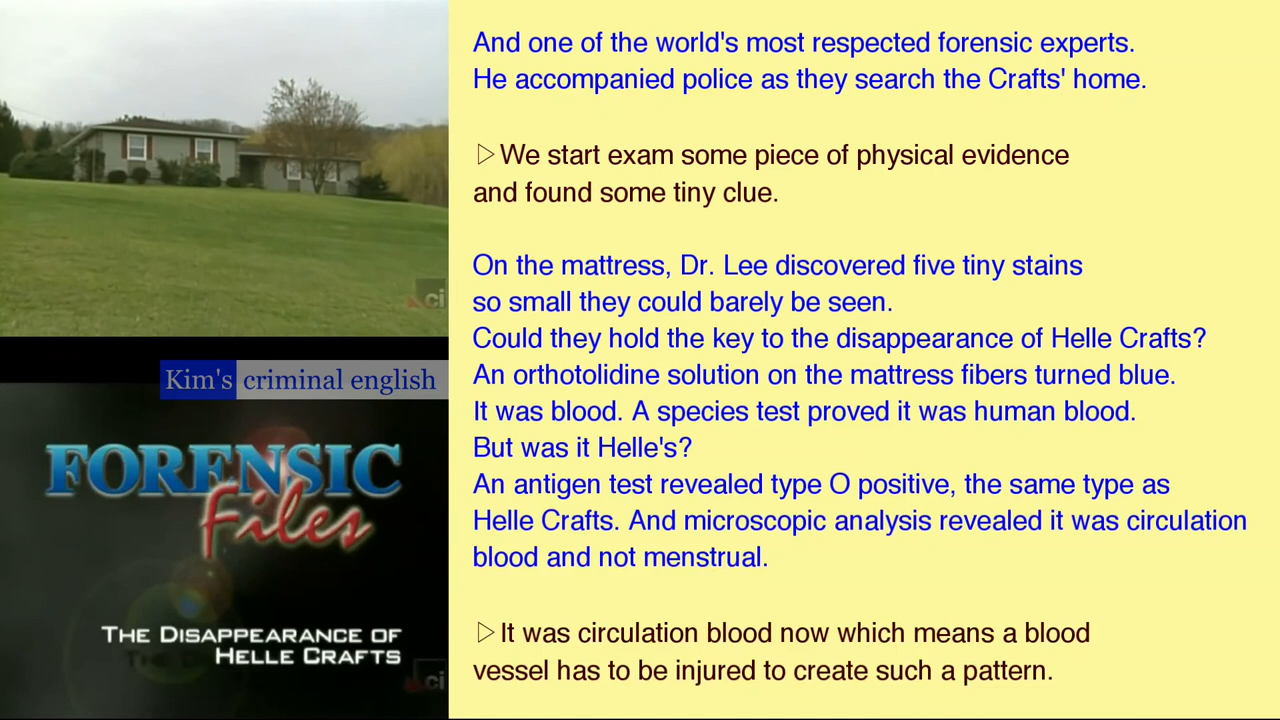 And one of the world's most respected forensic experts.
He accompanied police as they search the Crafts' home.
▷We start exam some piece of physical evidence
and found some tiny clue.
On the mattress, Dr. Lee discovered five tiny stains
so small they could barely be seen.
Could they hold the key to the disappearance of Helle Crafts?
An orthotolidine solution on the mattress fibers turned blue.
It was blood. A species test proved it was human blood.
But was it Helle's?
An antigen test revealed type O positive, the same type as
Helle Crafts. And microscopic analysis revealed it was circulation
blood and not menstrual.
▷It was circulation blood now which means a blood
vessel has to be injured to create such a pattern.
ci
Kim's criminal english
FORENSIC
Files
THE DISAPPEARANCE OF
HELLE CRAFTS
ci